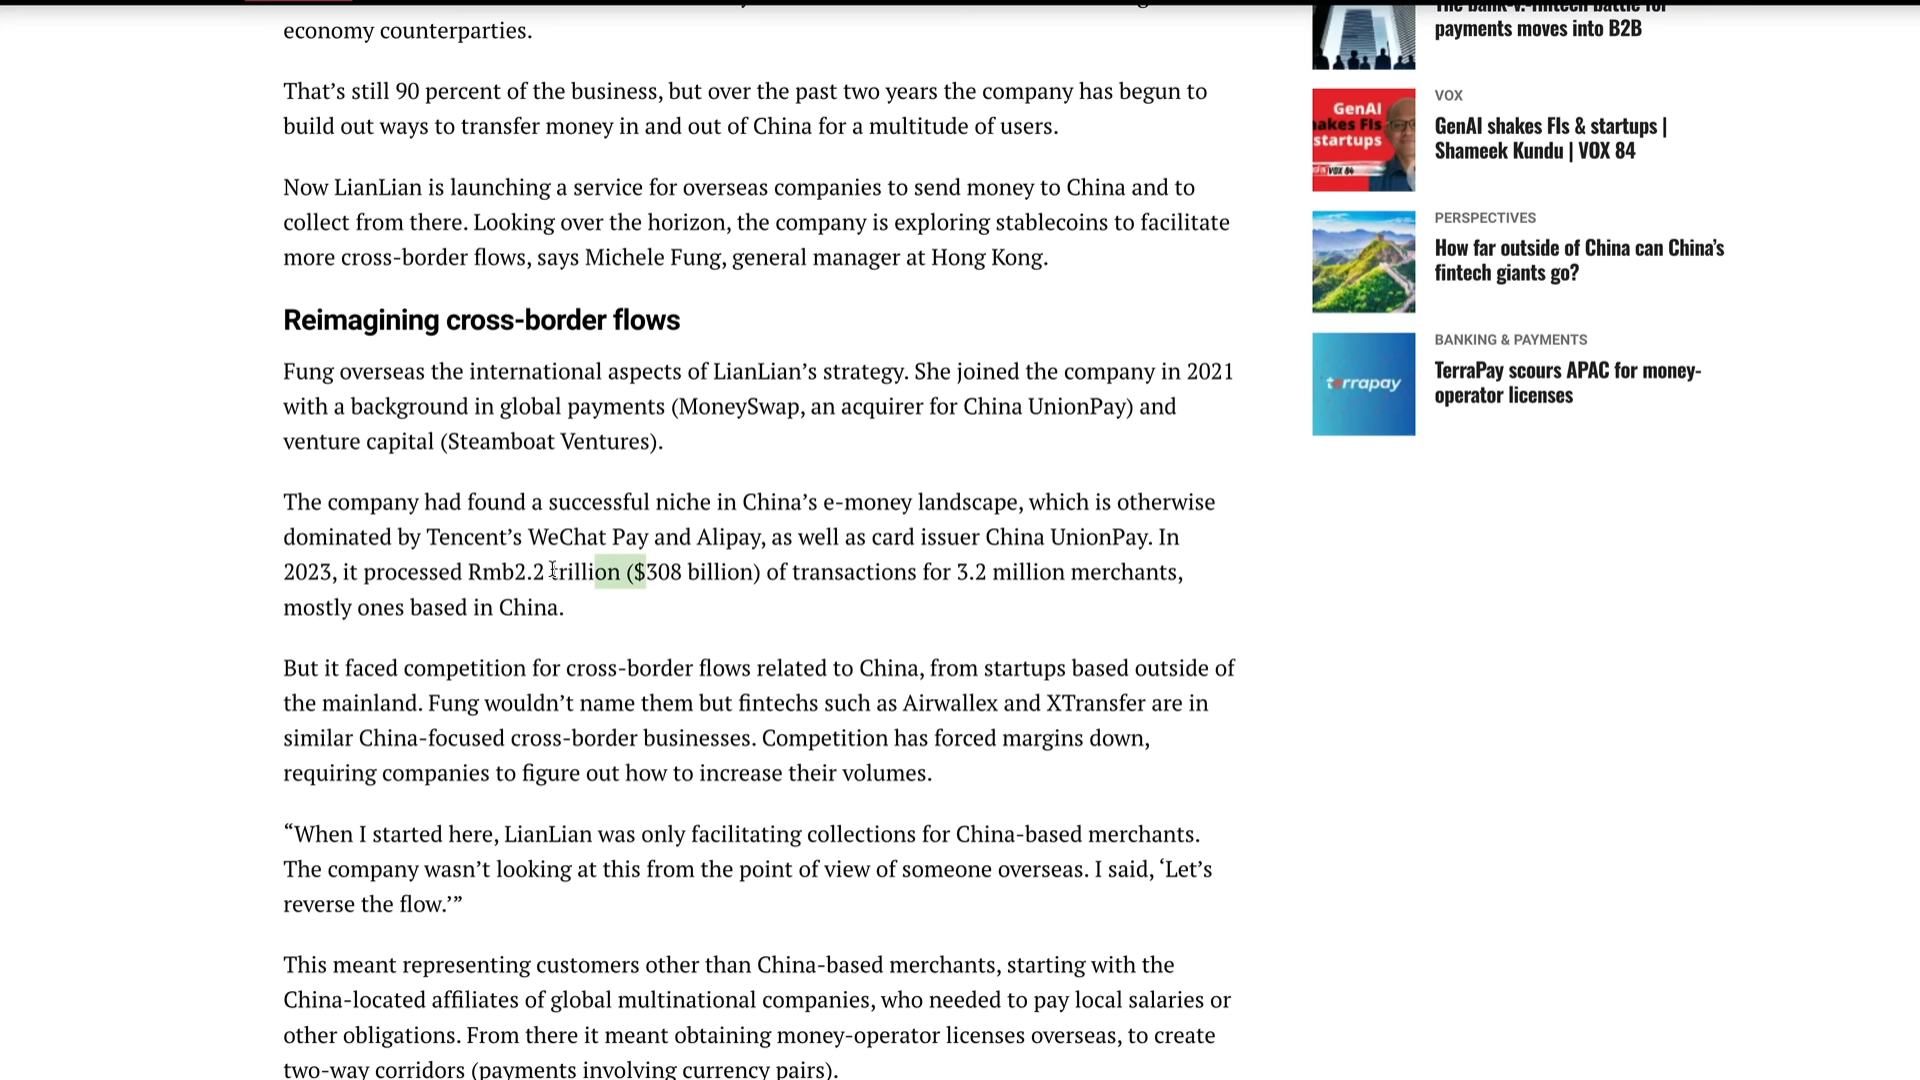 economy counterparties.
That’s still 90 percent of the business, but over the past two years the company has begun to
build out ways to transfer money in and out of China for a multitude of users.
Now LianLian is launching a service for overseas companies to send money to China and to
collect from there. Looking over the horizon, the company is exploring stablecoins to facilitate
more cross-border flows, says Michele Fung, general manager at Hong Kong.
Reimagining cross-border flows
Fung overseas the international aspects of LianLian’s strategy. She joined the company in 2021
with a background in global payments (MoneySwap, an acquirer for China UnionPay) and
venture capital (Steamboat Ventures).
The company had found a successful niche in China’s e-money landscape, which is otherwise
dominated by Tencent’s WeChat Pay and Alipay, as well as card issuer China UnionPay. In
2023, it processed Rmb2.2 trillion ($308 billion) of transactions for 3.2 million merchants,
mostly ones based in China.
But it faced competition for cross-border flows related to China, from startups based outside of
the mainland. Fung wouldn’t name them but fintechs such as Airwallex and XTransfer are in
similar China-focused cross-border businesses. Competition has forced margins down,
requiring companies to figure out how to increase their volumes.
“When I started here, LianLian was only facilitating collections for China-based merchants.
The company wasn’t looking at this from the point of view of someone overseas. I said, ‘Let’s
reverse the flow.’”
This meant representing customers other than China-based merchants, starting with the
China-located affiliates of global multinational companies, who needed to pay local salaries or
other obligations. From there it meant obtaining money-operator licenses overseas, to create
two-way corridors (payments involving currency pairs).
The bank-v.-fintech battle for
payments moves into B2B
GenAI
akes FIs
startups
VOX 84
VOX
GenAI shakes FIs & startups |
Shameek Kundu | VOX 84
PERSPECTIVES
How far outside of China can China’s
fintech giants go?
terrapay
BANKING & PAYMENTS
TerraPay scours APAC for money-
operator licenses